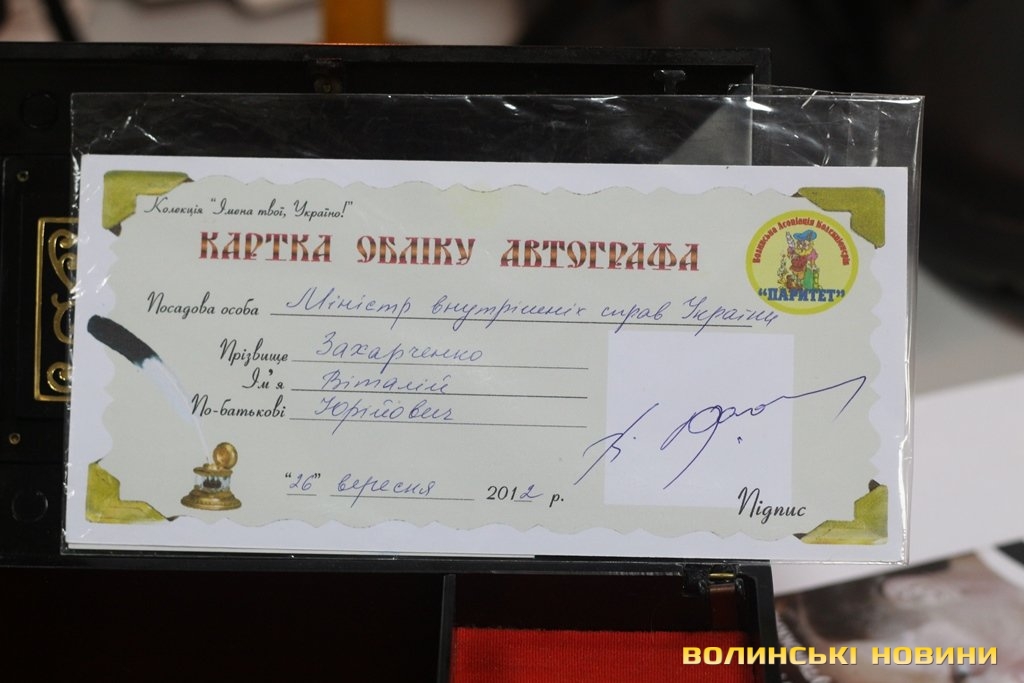 Колекція "Імена твої, Україно!"
КАРТКА ОБЛІКУ АВТОГРАФА
Волинська Асоціація Колекціонерів
"ПАРИТЕТ"
Посадова особа Міністр внутрішніх справ України
Прізвище Захарченко
Ім'я Віталій
По-батькові Юрійович
"26" вересня 2012 р.
Підпис
ВОЛИНСЬКІ НОВИНИ